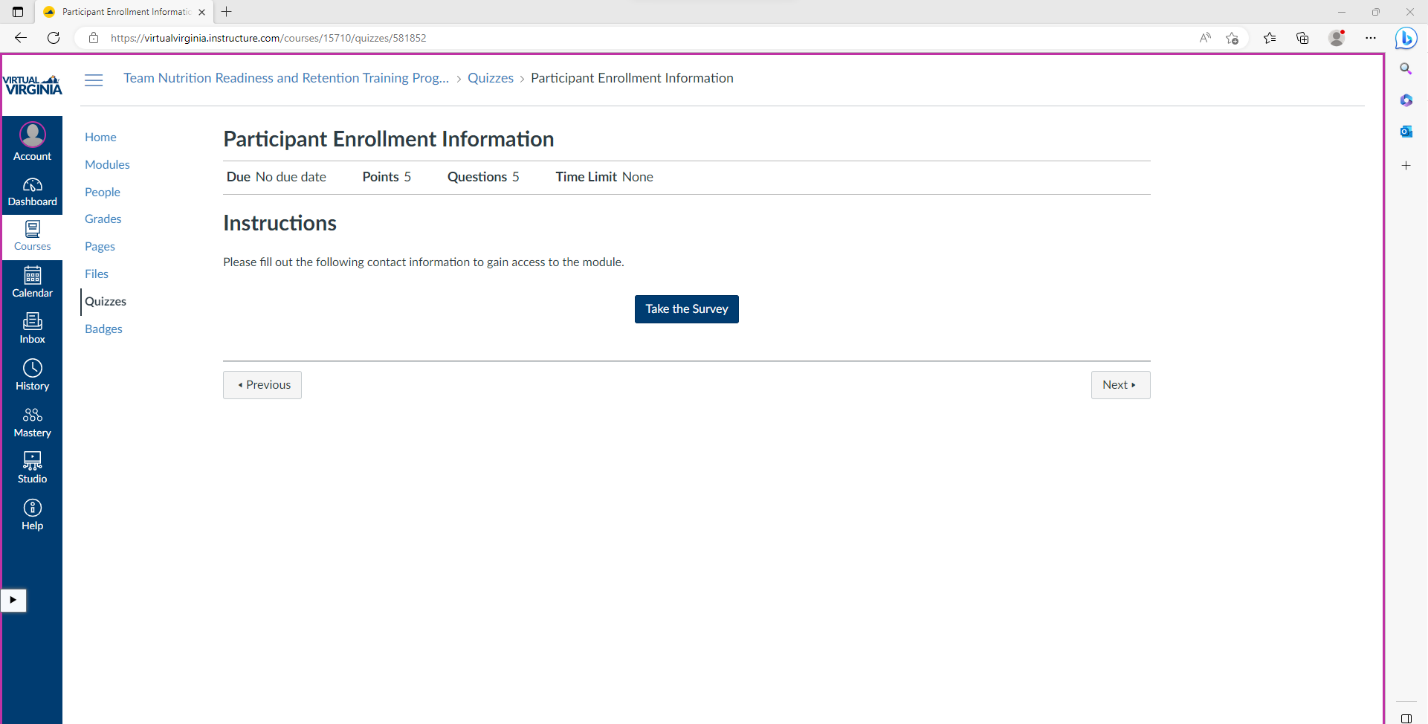 Participant Enrollment Informatic
https://virtualvirginia.instructure.com/courses/15710/quizzes/581852
VIRTUAL
VIRGINIA
Team Nutrition Readiness and Retention Training Prog... › Quizzes › Participant Enrollment Information
Account
Dashboard
Courses
Calendar
Inbox
History
Mastery
Studio
Help
Home
Modules
People
Grades
Pages
Files
Quizzes
Badges
Participant Enrollment Information
Due No due date Points 5 Questions 5 Time Limit None
Instructions
Please fill out the following contact information to gain access to the module.
Take the Survey
Previous
Next